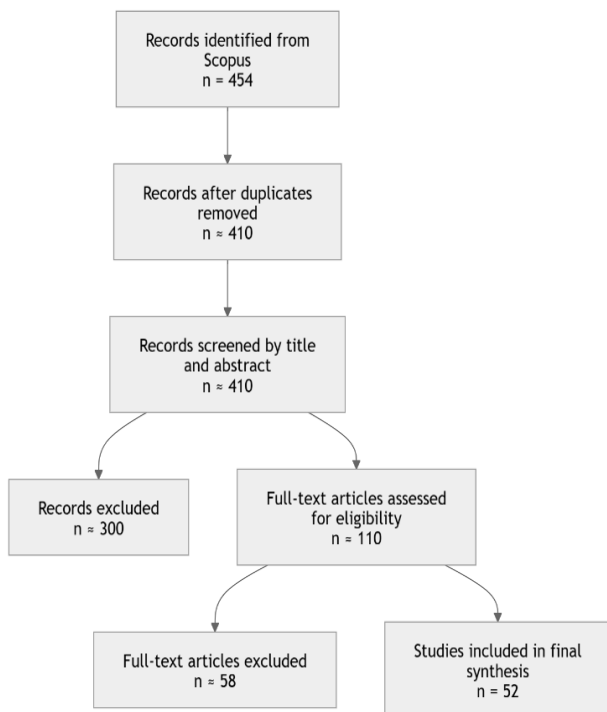 Records identified from
Scopus
n = 454
Records after duplicates
removed
n ≈ 410
Records screened by title
and abstract
n ≈ 410
Records excluded
n ≈ 300
Full-text articles assessed
for eligibility
n ≈ 110
Full-text articles excluded
n ≈ 58
Studies included in final
synthesis
n = 52